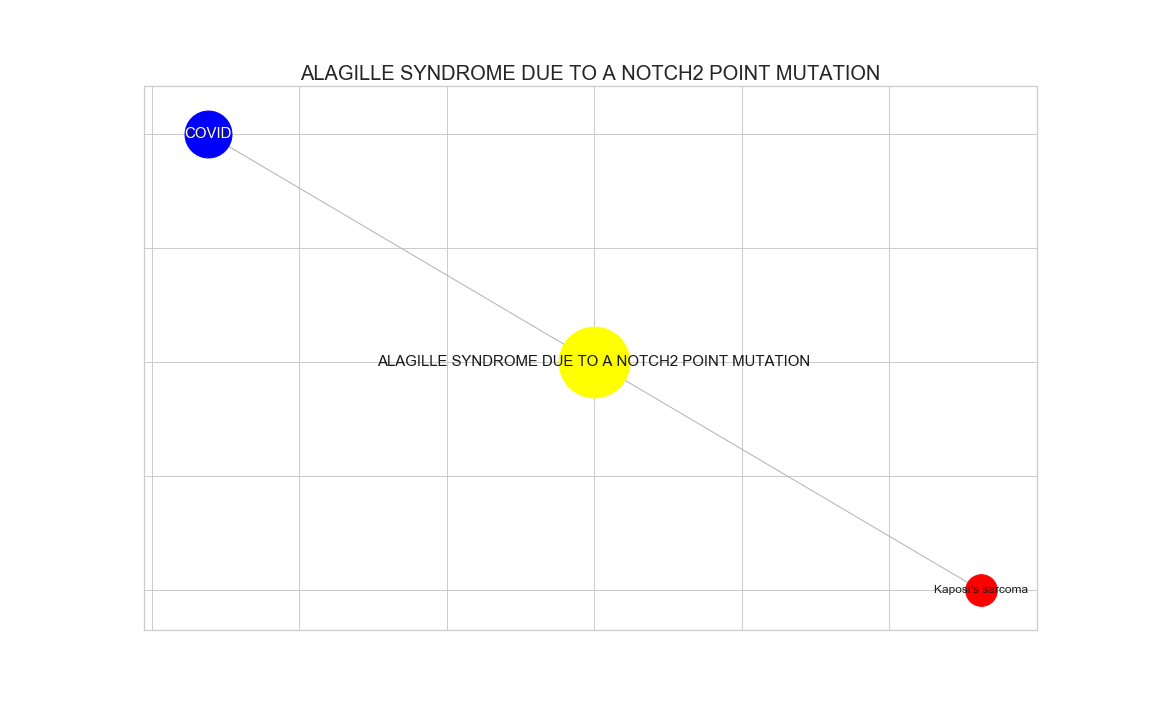 ALAGILLE SYNDROME DUE TO A NOTCH2 POINT MUTATION
COVID
ALAGILLE SYNDROME DUE TO A NOTCH2 POINT MUTATION
Kaposi's sarcoma